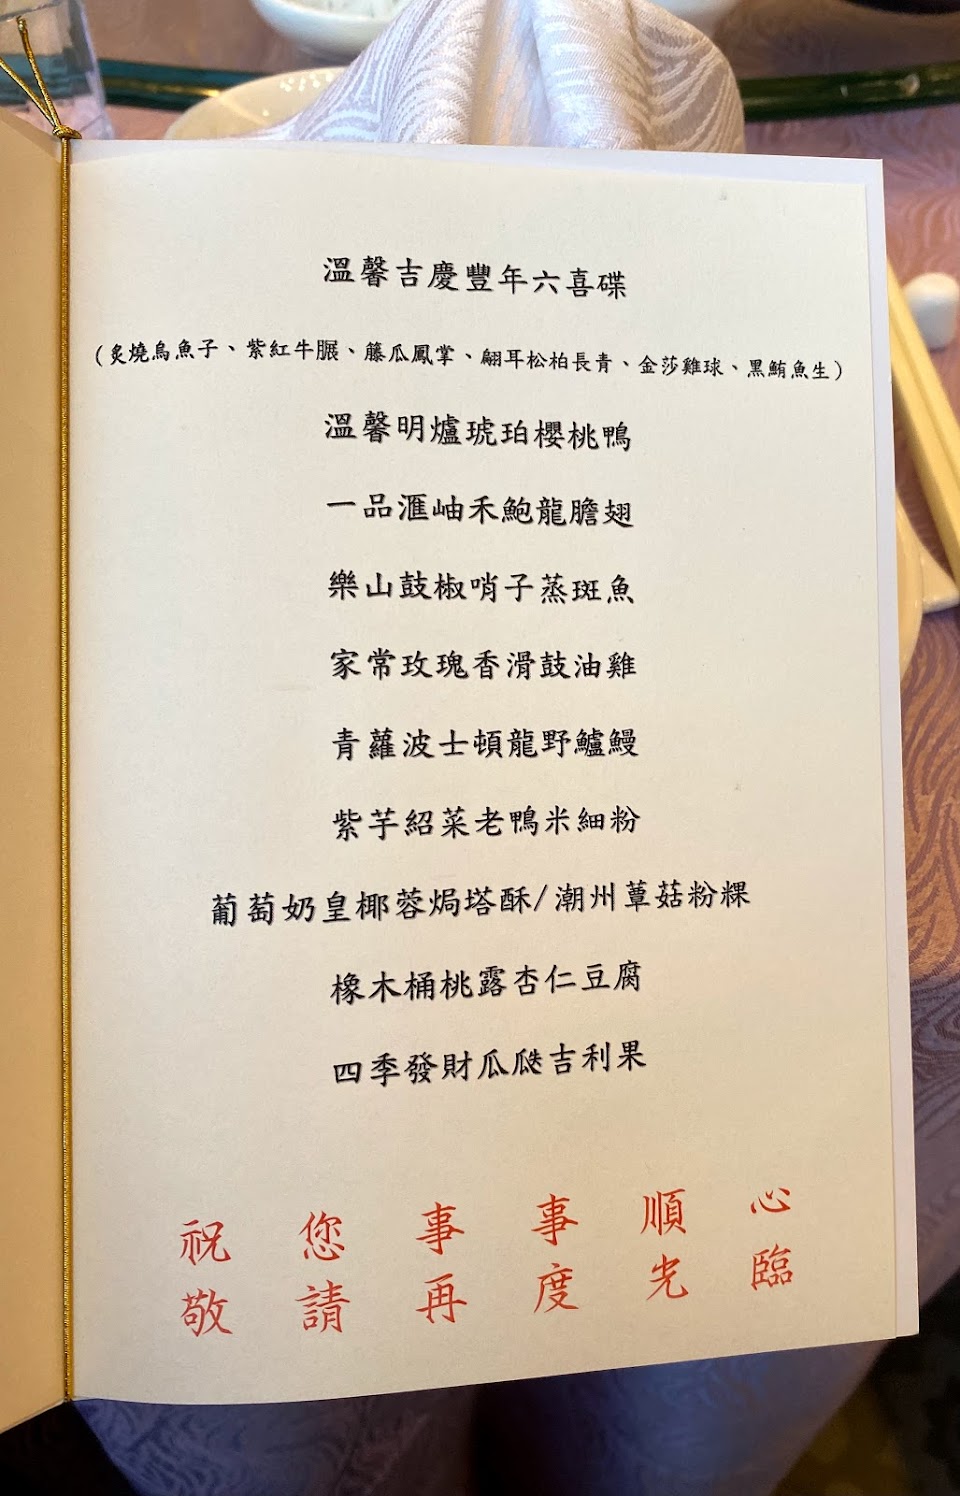 溫馨吉慶豐年六喜碟
(炙燒烏魚子、紫紅牛腱、藤瓜鳳掌、翩耳松柏長青、金莎雞球、黑鮪魚生)
溫馨明爐琥珀櫻桃鴨
一品滙岫禾鮑龍膽翅
樂山鼓椒哨子蒸斑魚
家常玫瑰香滑鼓油雞
青蘿波士頓龍野鱸鰻
紫芋紹菜老鴨米細粉
葡萄奶皇椰蓉焗塔酥/潮州蕈菇粉粿
橡木桶桃露杏仁豆腐
四季發財瓜瓞吉利果
祝您事事順心
敬請再度光臨